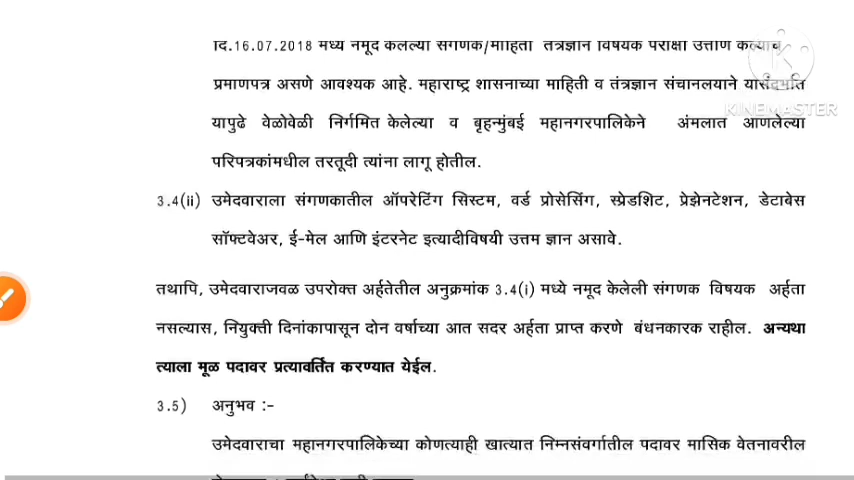 दि.16.07.2018 मध्ये नमूद केलेल्या संगणक/माहिती तंत्रज्ञान विषयक परीक्षा उत्तीर्ण केल्याचे
प्रमाणपत्र असणे आवश्यक आहे. महाराष्ट्र शासनाच्या माहिती व तंत्रज्ञान संचानलयाने यासंदर्भात
यापुढे वेळोवेळी निर्गमित केलेल्या व बृहन्मुंबई महानगरपालिकेने अंमलात आणलेल्या
परिपत्रकांमधील तरतूदी त्यांना लागू होतील.
3.4(ii) उमेदवाराला संगणकातील ऑपरेटिंग सिस्टम, वर्ड प्रोसेसिंग, स्प्रेडशिट, प्रेझेनटेशन, डेटाबेस
सॉफ्टवेअर, ई-मेल आणि इंटरनेट इत्यादीविषयी उत्तम ज्ञान असावे.
तथापि, उमेदवाराजवळ उपरोक्त अर्हतेतील अनुक्रमांक 3.4(i) मध्ये नमूद केलेली संगणक विषयक अर्हता
नसल्यास, नियुक्ती दिनांकापासून दोन वर्षाच्या आत सदर अर्हता प्राप्त करणे बंधनकारक राहील. अन्यथा
त्याला मूळ पदावर प्रत्यावर्तित करण्यात येईल.
3.5) अनुभव :-
उमेदवाराचा महानगरपालिकेच्या कोणत्याही खात्यात निम्नसंवर्गातील पदावर मासिक वेतनावरील
KINEMASTER